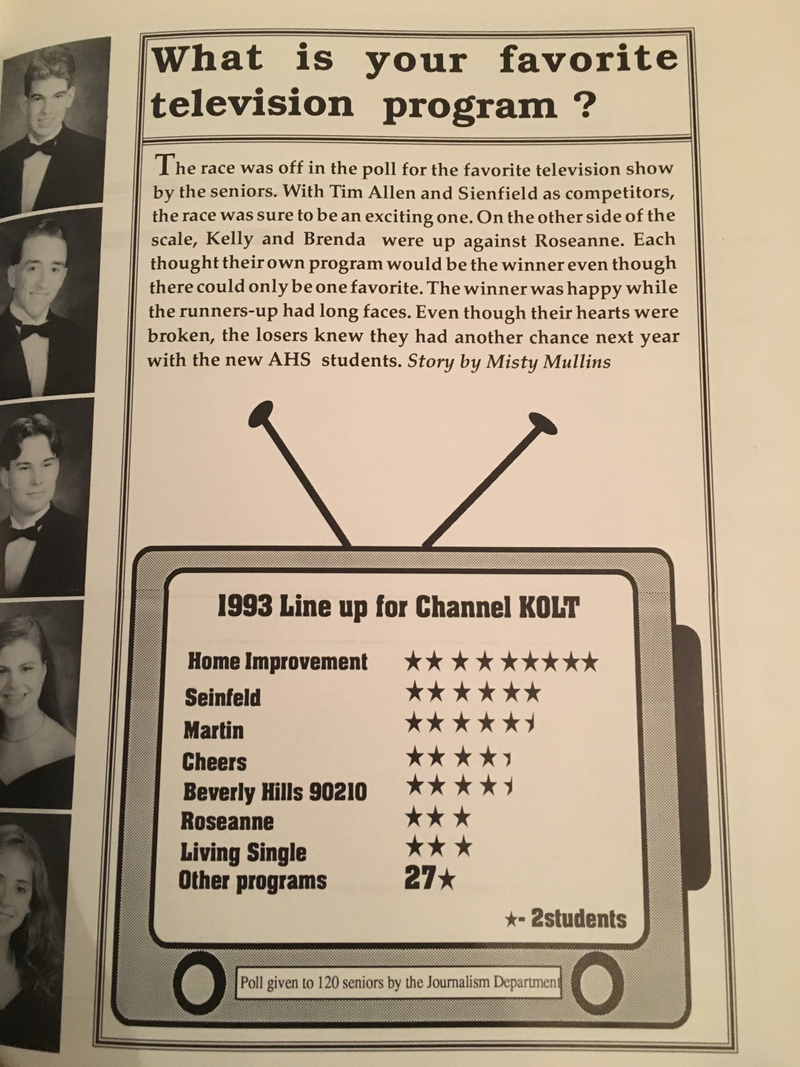 What is your favorite
television program ?
The race was off in the poll for the favorite television show
by the seniors. With Tim Allen and Sienfield as competitors,
the race was sure to be an exciting one. On the other side of the
scale, Kelly and Brenda were up against Roseanne. Each
thought their own program would be the winner even though
there could only be one favorite. The winner was happy while
the runners-up had long faces. Even though their hearts were
broken, the losers knew they had another chance next year
with the new AHS students. Story by Misty Mullins
1993 Line up for Channel KOLT
Home Improvement ★★★★★★★★★
Seinfeld ★★★★★★
Martin ★★★★★
Cheers ★★★★
Beverly Hills 90210 ★★★★
Roseanne ★★★
Living Single ★★★
Other programs 27★
★- 2students
Poll given to 120 seniors by the Journalism Department